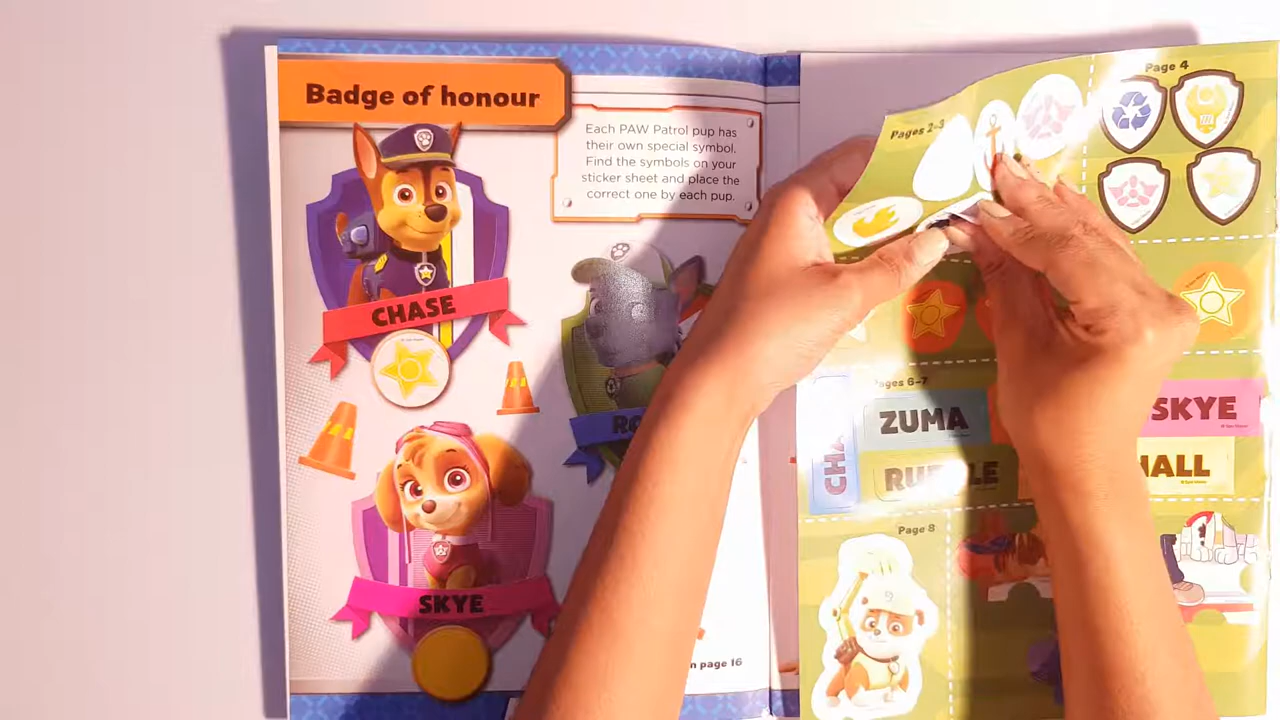 Badge of honour
Each PAW Patrol pup has
their own special symbol.
Find the symbols on your
sticker sheet and place the
correct one by each pup.
CHASE
SKYE
n page 16
Pages 2-3
Page 4
Pages 6-7
ZUMA
SKYE
Page 8